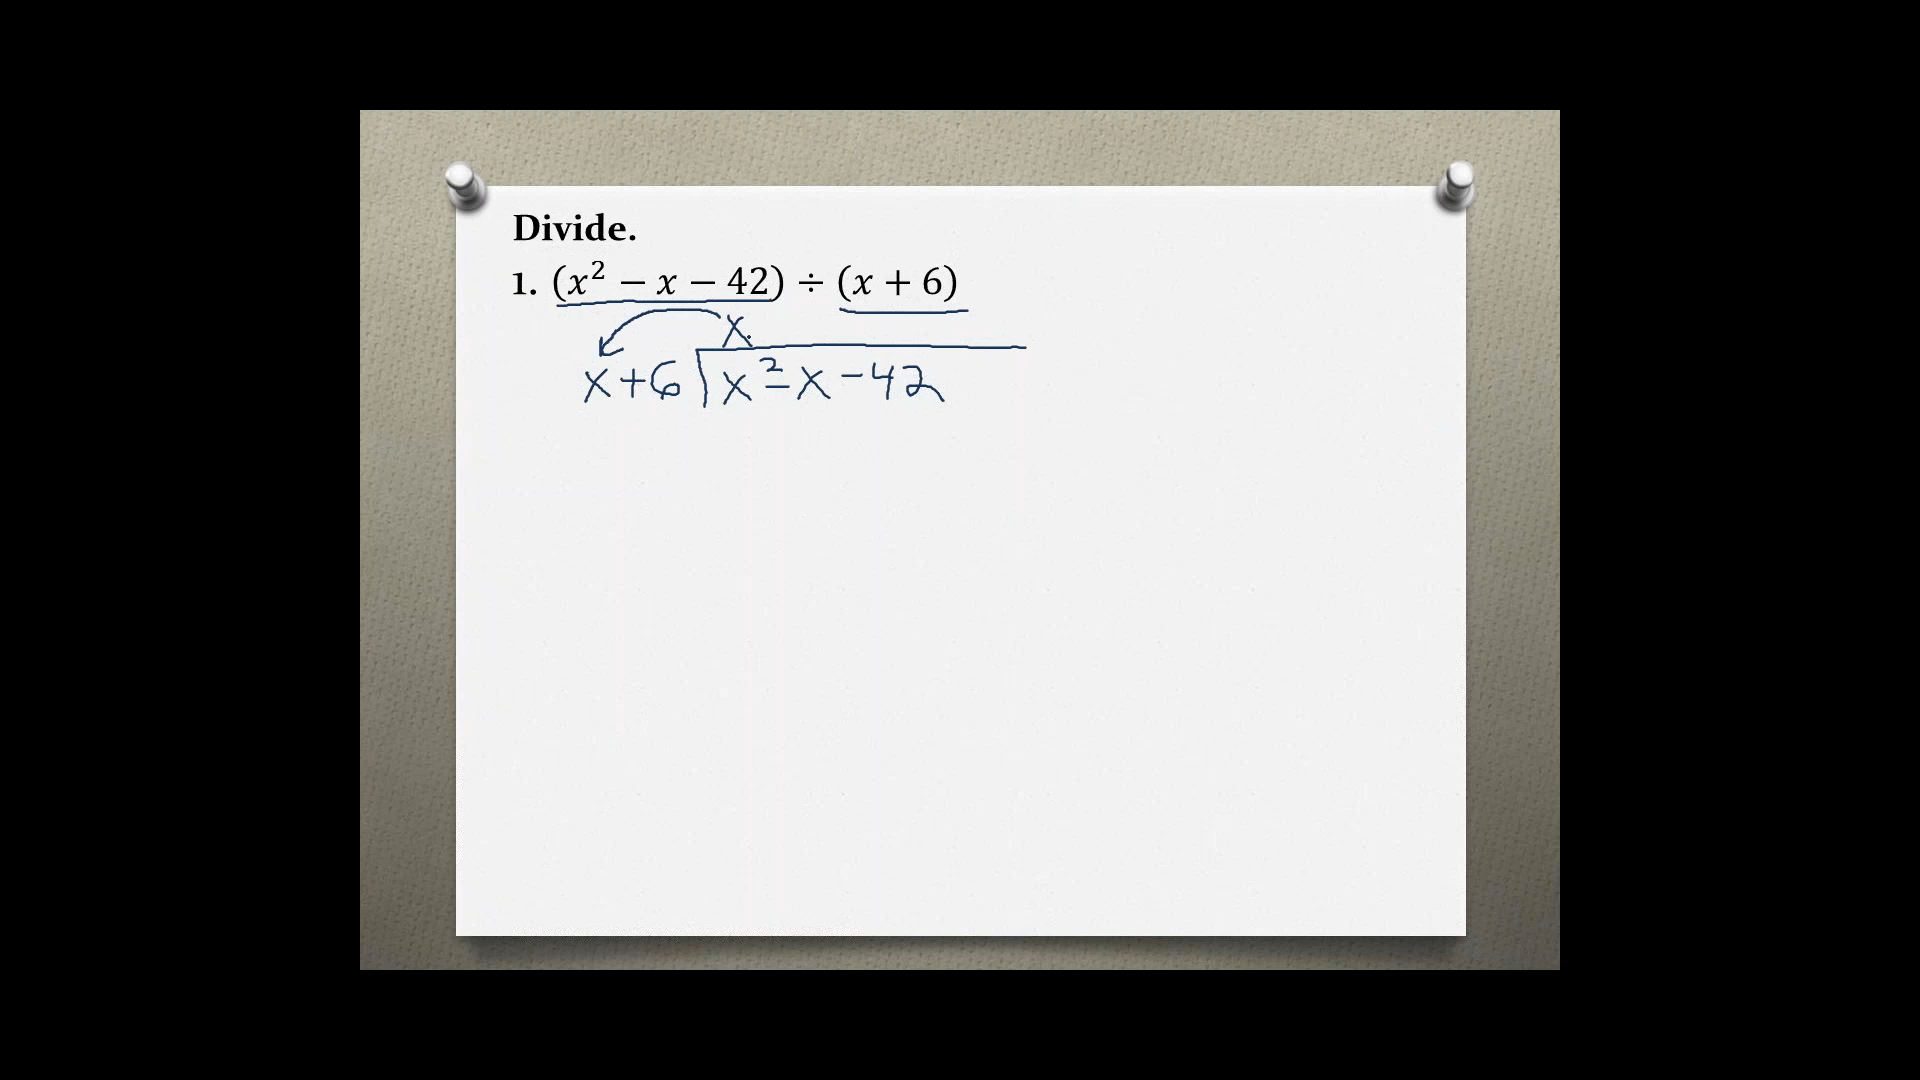 Divide.
1. (x² − x − 42) ÷ (x + 6)
x
x+6 x²-x-42